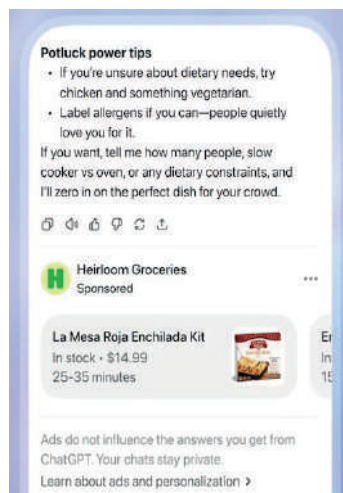 Potluck power tips
• If you're unsure about dietary needs, try
chicken and something vegetarian.
• Label allergens if you can—people quietly
love you for it.
If you want, tell me how many people, slow
cooker vs oven, or any dietary constraints, and
I'll zero in on the perfect dish for your crowd.
H
Heirloom Groceries
Sponsored
La Mesa Roja Enchilada Kit
In stock • $14.99
25-35 minutes
Er
In
15
Ads do not influence the answers you get from
ChatGPT. Your chats stay private.
Learn about ads and personalization >